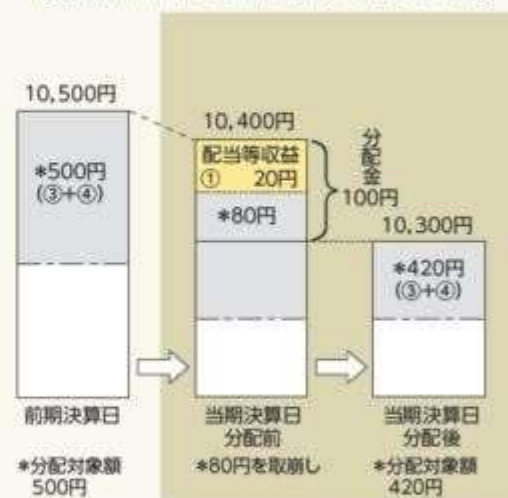 10,500円
*500円
(③+④)
前期決算日
*分配対象額
500円
10,400円
配当等収益
① 20円
*80円
分配金
100円
当期決算日
分配前
*80円を取崩し
10,300円
*420円
(③+④)
当期決算日
分配後
*分配対象額
420円